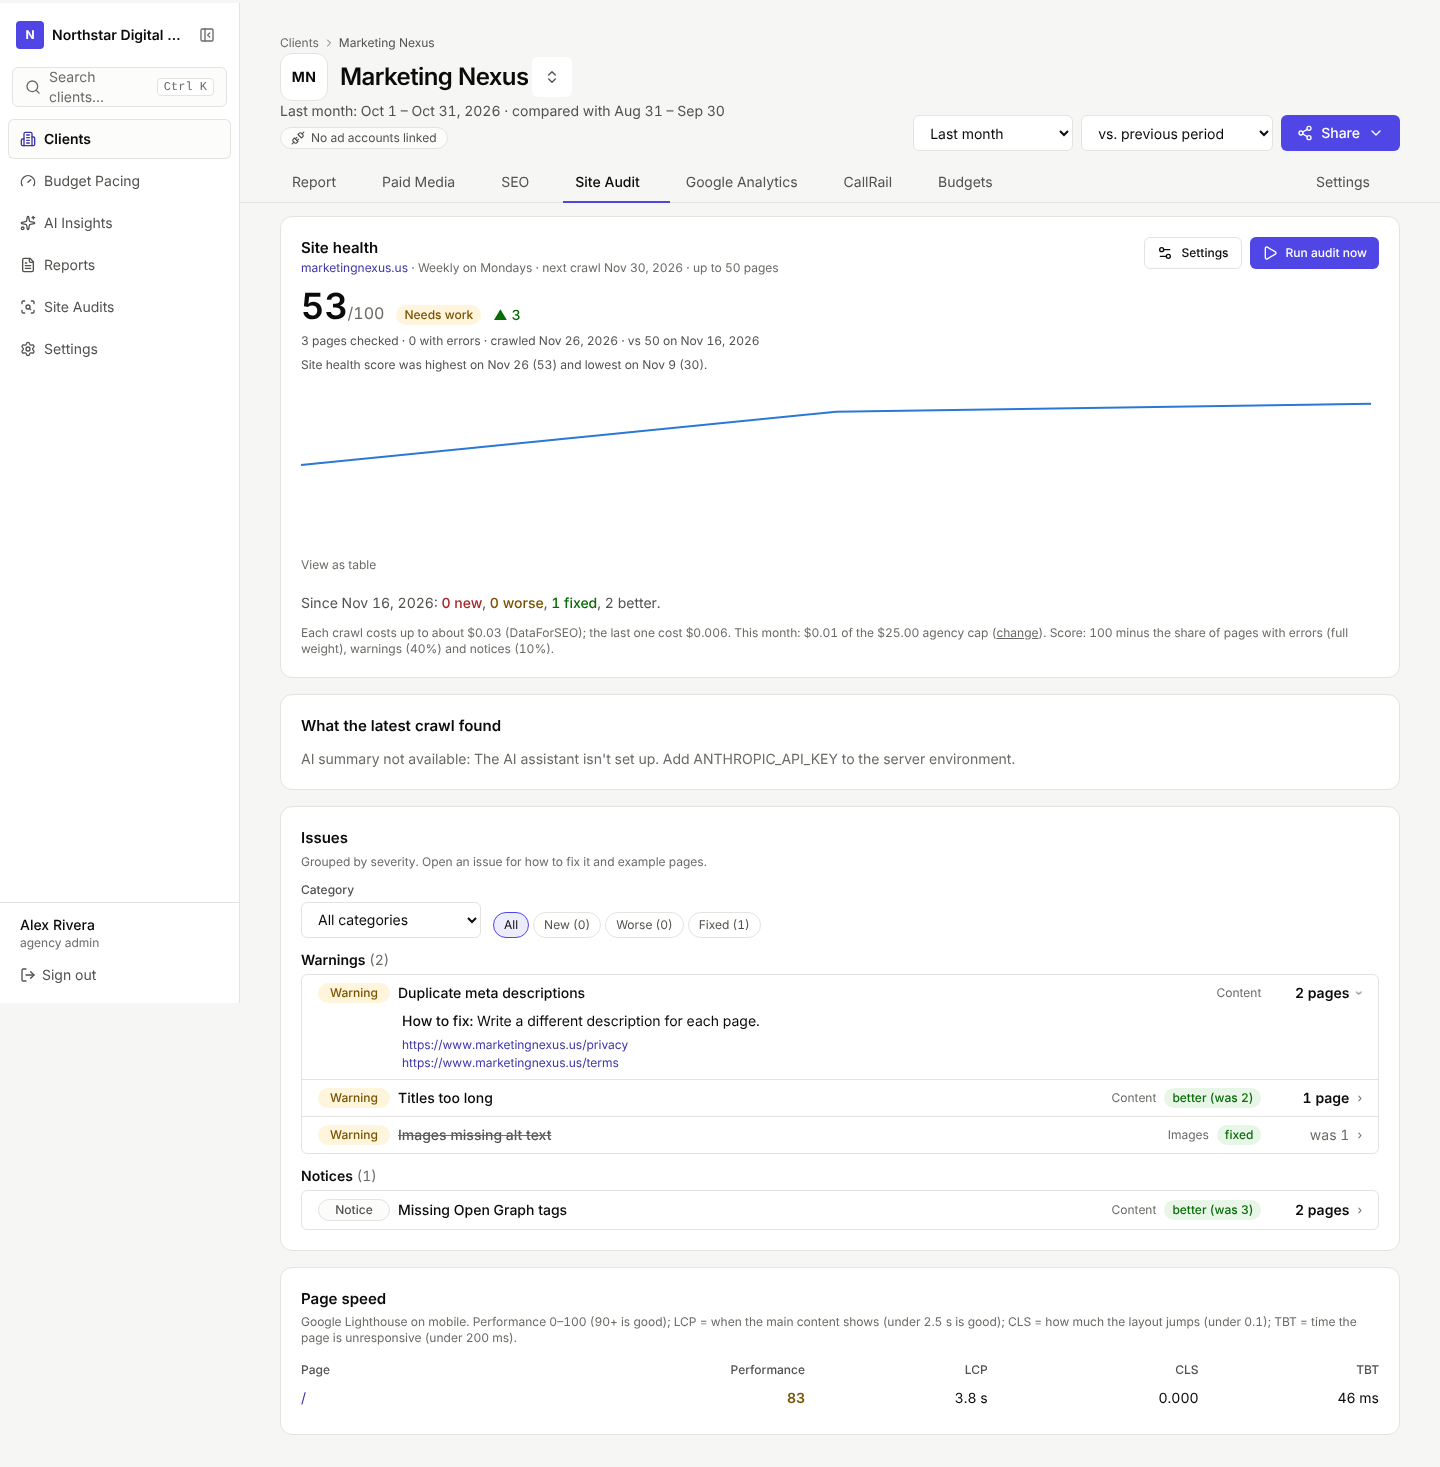 N Northstar Digital ...
Search clients... Ctrl K
Clients
Budget Pacing
AI Insights
Reports
Site Audits
Settings
Alex Rivera
agency admin
Sign out
Clients > Marketing Nexus
MN Marketing Nexus
Last month: Oct 1 – Oct 31, 2026 · compared with Aug 31 – Sep 30
No ad accounts linked
Last month vs. previous period Share
Report Paid Media SEO Site Audit Google Analytics CallRail Budgets Settings
Site health
Settings Run audit now
marketingnexus.us · Weekly on Mondays · next crawl Nov 30, 2026 · up to 50 pages
53/100 Needs work ▲ 3
3 pages checked · 0 with errors · crawled Nov 26, 2026 · vs 50 on Nov 16, 2026
Site health score was highest on Nov 26 (53) and lowest on Nov 9 (30).
View as table
Since Nov 16, 2026: 0 new, 0 worse, 1 fixed, 2 better.
Each crawl costs up to about $0.03 (DataForSEO); the last one cost $0.006. This month: $0.01 of the $25.00 agency cap (change). Score: 100 minus the share of pages with errors (full
weight), warnings (40%) and notices (10%).
What the latest crawl found
AI summary not available: The AI assistant isn't set up. Add ANTHROPIC_API_KEY to the server environment.
Issues
Grouped by severity. Open an issue for how to fix it and example pages.
Category
All categories All New (0) Worse (0) Fixed (1)
Warnings (2)
Warning Duplicate meta descriptions Content 2 pages
How to fix: Write a different description for each page.
https://www.marketingnexus.us/privacy
https://www.marketingnexus.us/terms
Warning Titles too long Content better (was 2) 1 page ›
Warning Images missing alt text Images fixed was 1 ›
Notices (1)
Notice Missing Open Graph tags Content better (was 3) 2 pages ›
Page speed
Google Lighthouse on mobile. Performance 0–100 (90+ is good); LCP = when the main content shows (under 2.5 s is good); CLS = how much the layout jumps (under 0.1); TBT = time the
page is unresponsive (under 200 ms).
Page Performance LCP CLS TBT
/ 83 3.8 s 0.000 46 ms